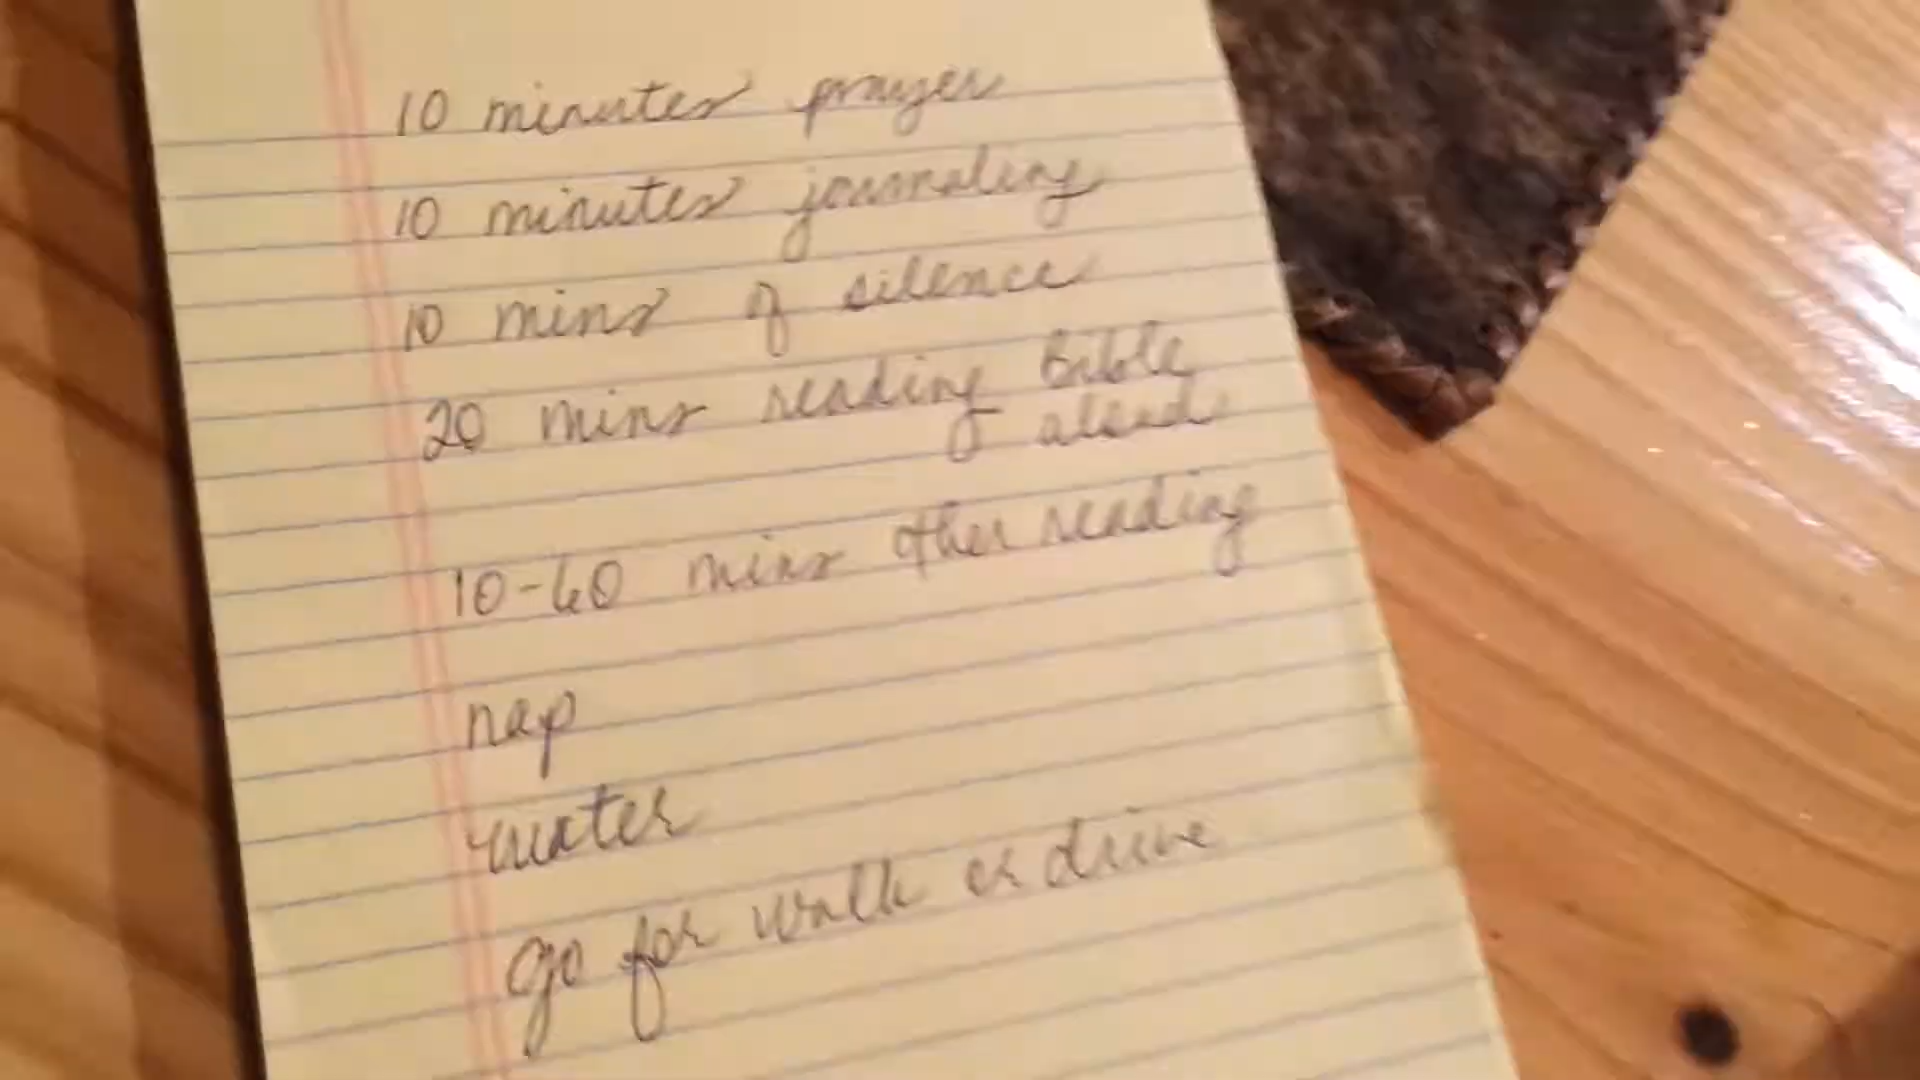 10 minutes prayer
10 minutes journaling
10 mins of silence
20 mins reading Bible
aloud
10-60 mins other reading
nap
water
go for walk or drive